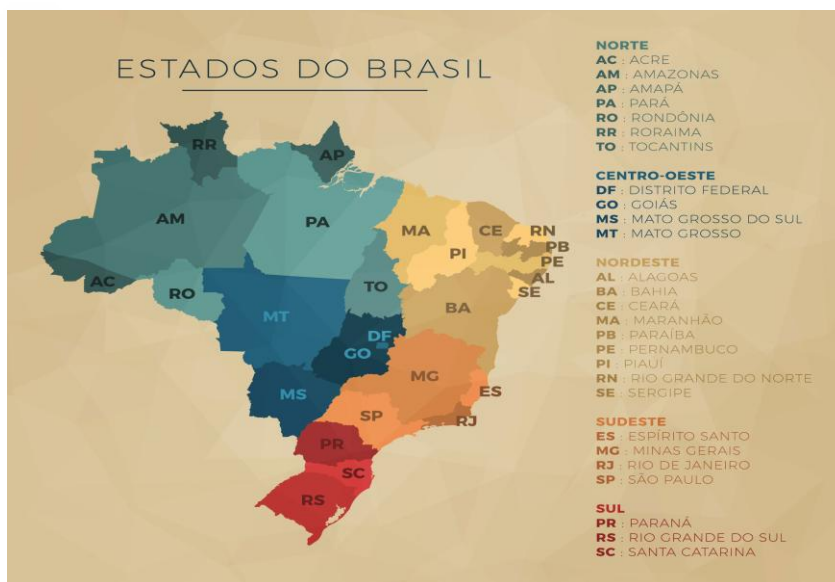 ESTADOS DO BRASIL
RR
AP
AM
PA
MA
CE
RN
PB
PI
PE
AL
AC
RO
TO
SE
BA
MT
DF
GO
MG
MS
ES
SP
RJ
PR
SC
RS
NORTE
AC : ACRE
AM : AMAZONAS
AP : AMAPÁ
PA : PARÁ
RO : RONDÔNIA
RR : RORAIMA
TO : TOCANTINS
CENTRO-OESTE
DF : DISTRITO FEDERAL
GO : GOIÁS
MS : MATO GROSSO DO SUL
MT : MATO GROSSO
NORDESTE
AL : ALAGOAS
BA : BAHIA
CE : CEARÁ
MA : MARANHÃO
PB : PARAÍBA
PE : PERNAMBUCO
PI : PIAUÍ
RN : RIO GRANDE DO NORTE
SE : SERGIPE
SUDESTE
ES : ESPÍRITO SANTO
MG : MINAS GERAIS
RJ : RIO DE JANEIRO
SP : SÃO PAULO
SUL
PR : PARANÁ
RS : RIO GRANDE DO SUL
SC : SANTA CATARINA